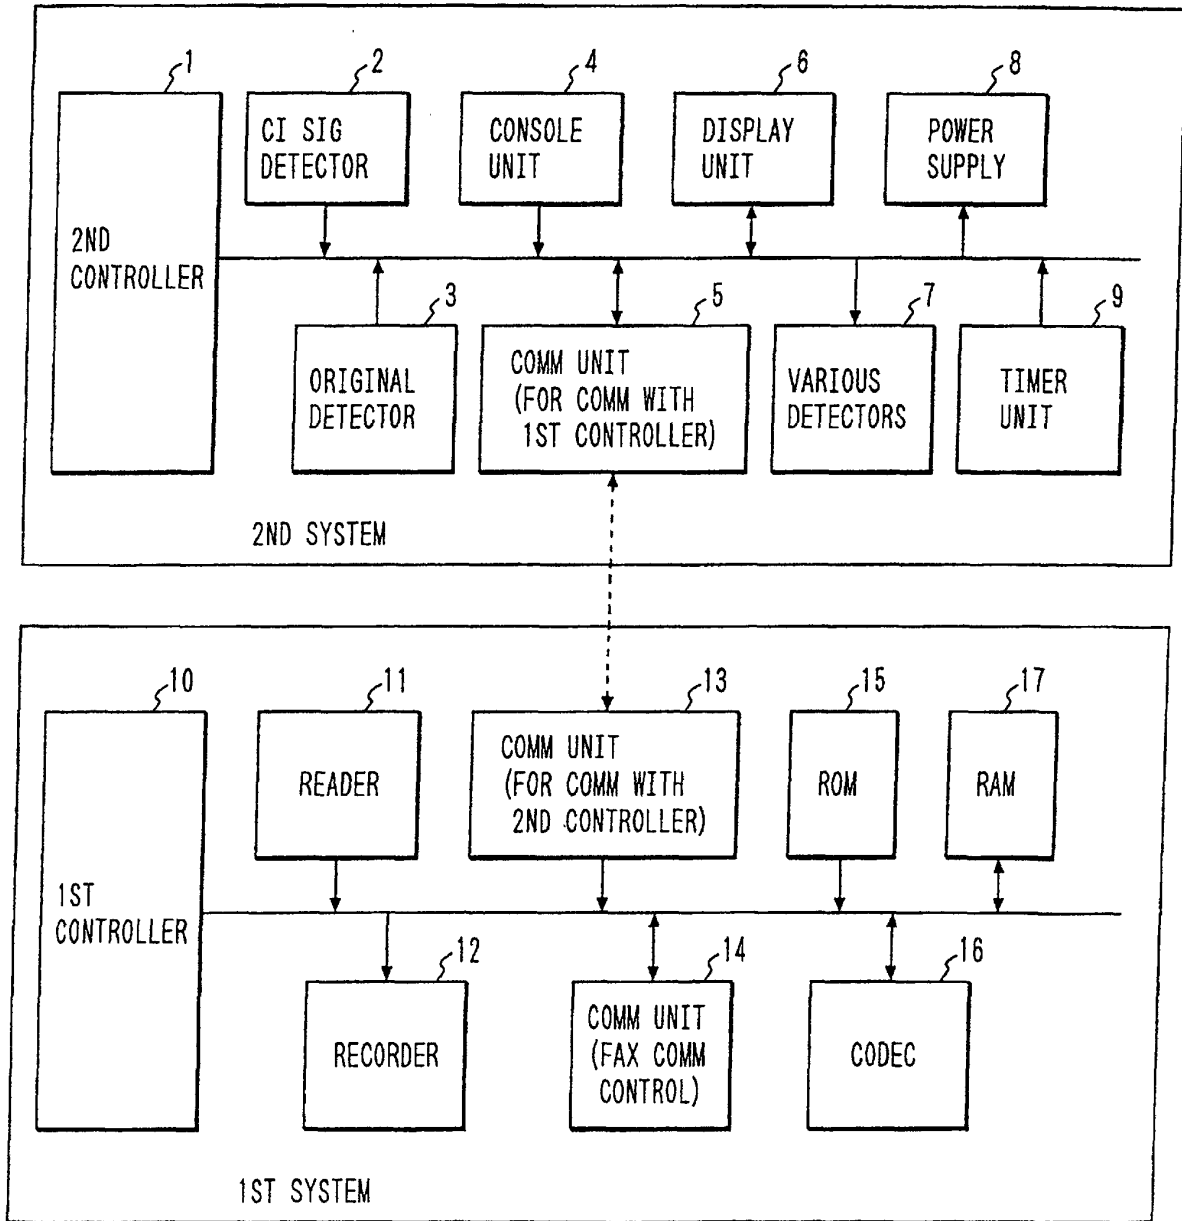 1
2
4
6
8
CI SIG
DETECTOR
CONSOLE
UNIT
DISPLAY
UNIT
POWER
SUPPLY
2ND
CONTROLLER
3
5
7
9
ORIGINAL
DETECTOR
COMM UNIT
(FOR COMM WITH
1ST CONTROLLER)
VARIOUS
DETECTORS
TIMER
UNIT
2ND SYSTEM
10
11
13
15
17
READER
COMM UNIT
(FOR COMM WITH
2ND CONTROLLER)
ROM
RAM
1ST
CONTROLLER
12
14
16
RECORDER
COMM UNIT
(FAX COMM
CONTROL)
CODEC
1ST SYSTEM